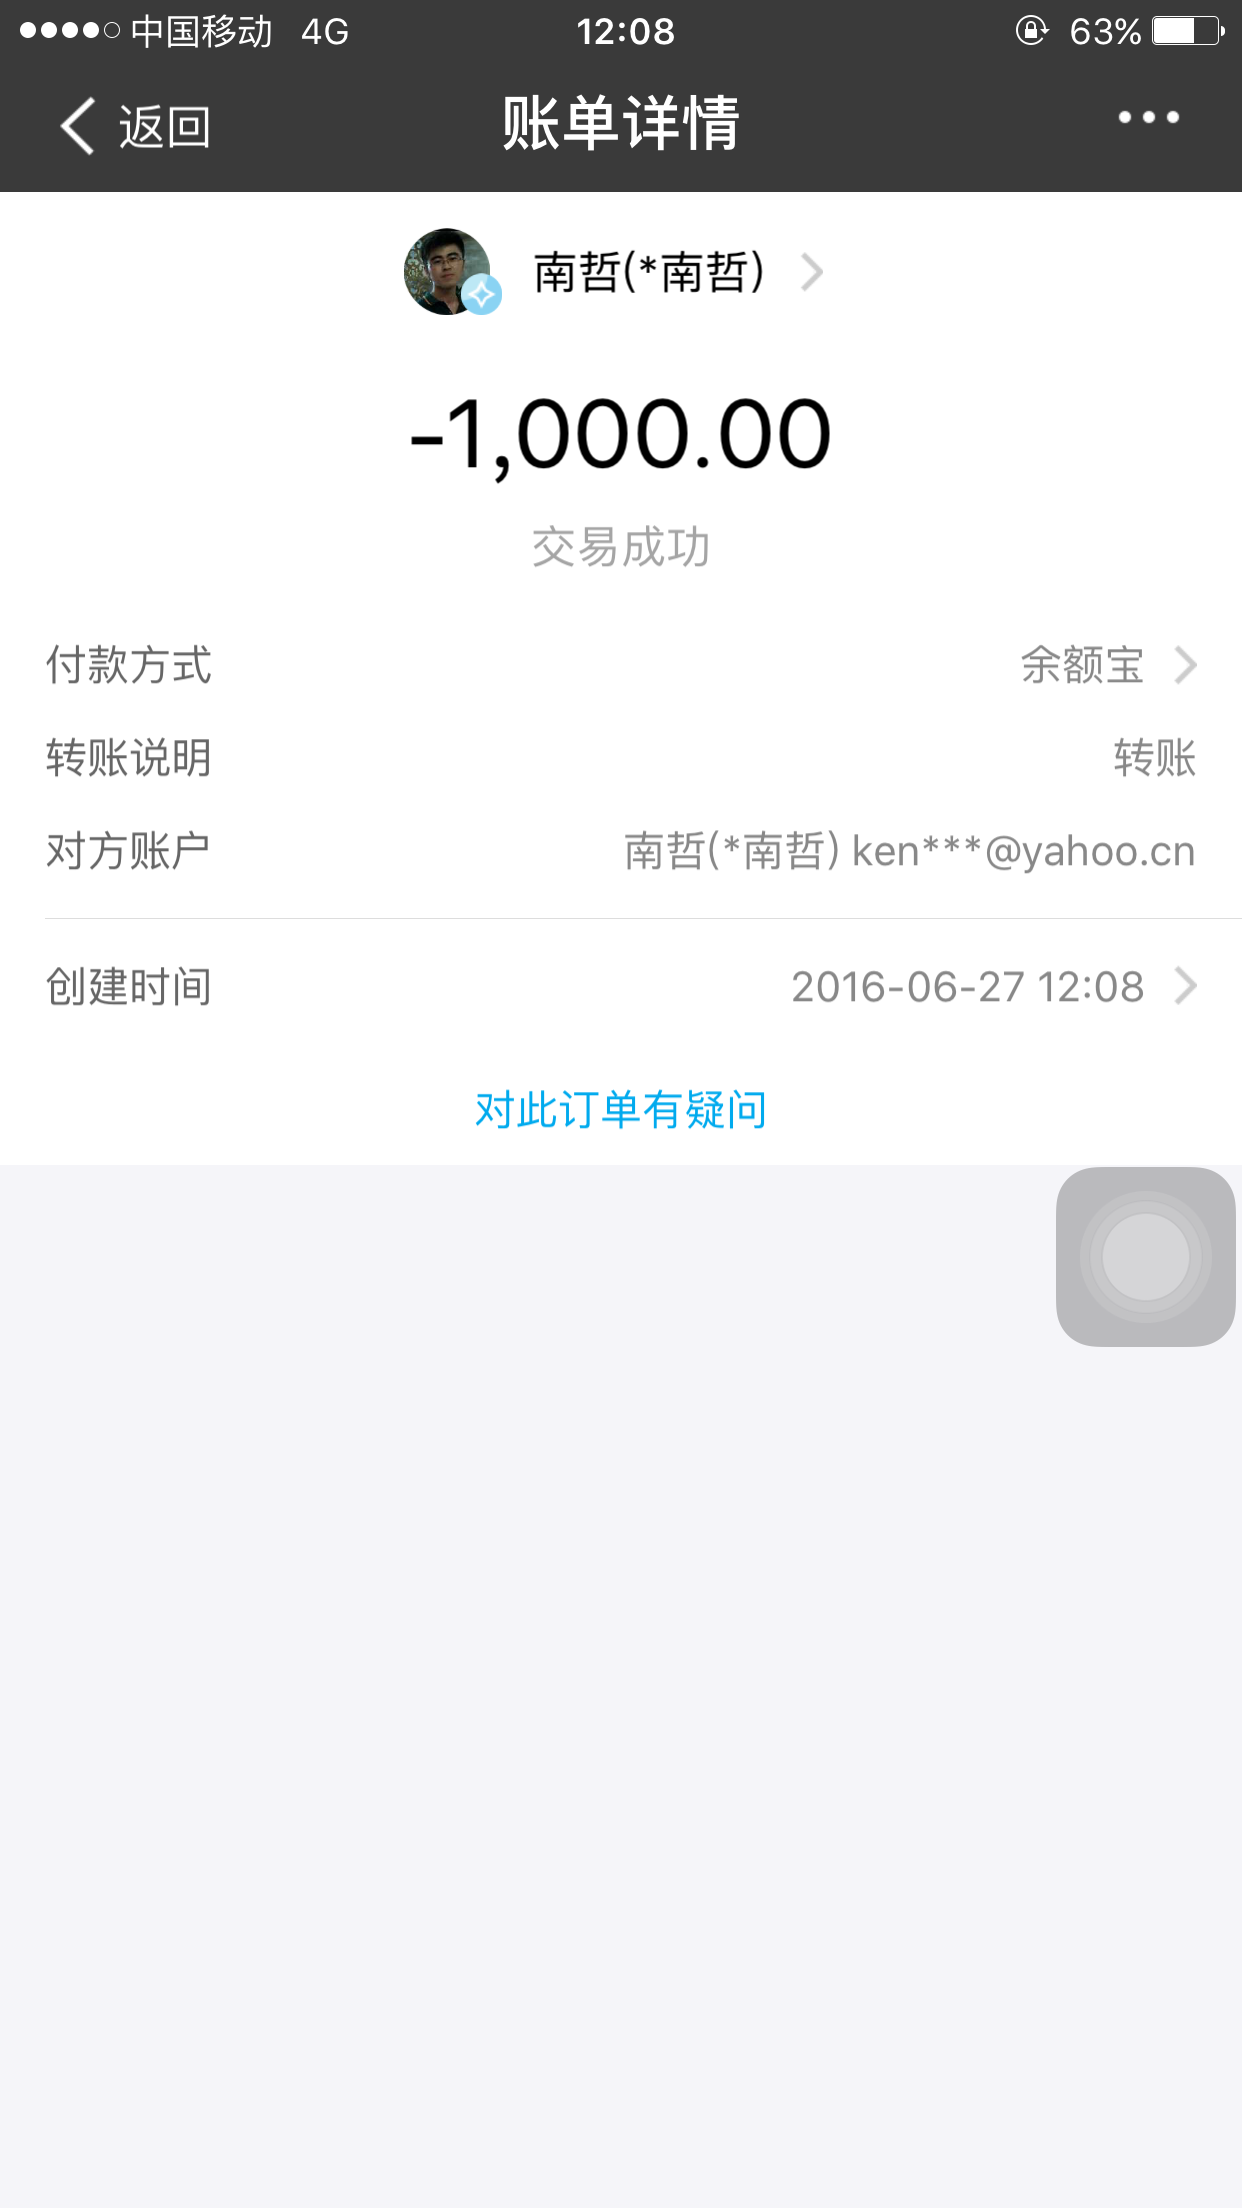 中国移动 4G 12:08 63%
返回 账单详情
南哲(*南哲)
-1,000.00
交易成功
付款方式 余额宝
转账说明 转账
对方账户 南哲(*南哲) ken***@yahoo.cn
创建时间 2016-06-27 12:08
对此订单有疑问